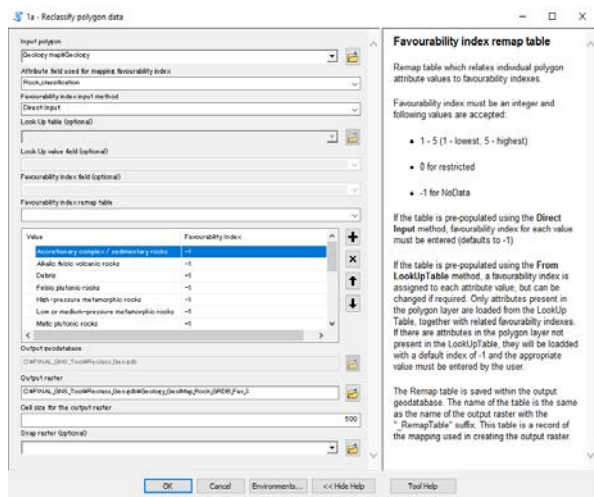 1a - Reclassify polygon data
Input polygon
Geology map¥Geology
Attribute field used for mapping favourability index
Rock_classification
Favourability index input method
Direct Input
Look Up table (optional)
Look Up value field (optional)
Favourability index field (optional)
Favourability index remap table
Value Favourability Index
Accretionary complex / sedimentary rocks -1
Alkalic felsic volcanic rocks -1
Debris -1
Felsic plutonic rocks -1
High-pressure metamorphic rocks -1
Low or medium-pressure metamorphic rocks -1
Mafic plutonic rocks -1
Output geodatabase
Output raster
Cell size for the output raster
500
Snap raster (optional)
OK
Cancel
Environments...
<< Hide Help
Tool Help
Favourability index remap table
Remap table which relates individual polygon
attribute values to favourability indexes.
Favourability index must be an integer and
following values are accepted:
• 1 - 5 (1 - lowest, 5 - highest)
• 0 for restricted
• -1 for NoData
If the table is pre-populated using the Direct
Input method, favourability index for each value
must be entered (defaults to -1)
If the table is pre-populated using the From
LookUpTable method, a favourability index is
assigned to each attribute value, but can be
changed if required. Only attributes present in
the polygon layer are loaded from the LookUp
Table, together with related favourabilty indexes.
If there are attributes in the polygon layer not
present in the LookUpTable, they will be loadded
with a default index of -1 and the appropriate
value must be entered by the user.
The Remap table is saved within the output
geodatabase. The name of the table is the same
as the name of the output raster with the
"_RemapTable" suffix. This table is a record of
the mapping used in creating the output raster.